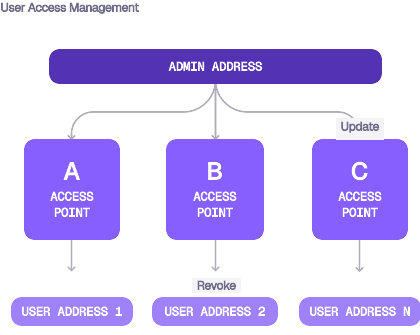 User Access Management
ADMIN ADDRESS
Update
A
ACCESS
POINT
B
ACCESS
POINT
C
ACCESS
POINT
Revoke
USER ADDRESS 1
USER ADDRESS 2
USER ADDRESS N